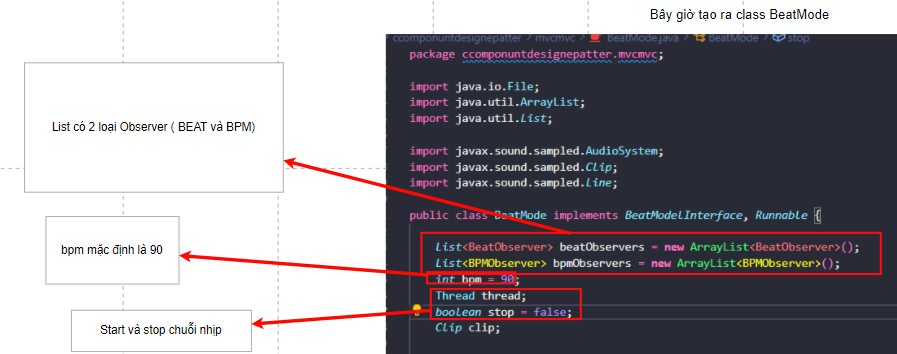 Bây giờ tạo ra class BeatMode
List có 2 loại Observer ( BEAT và BPM)
bpm mặc định là 90
Start và stop chuỗi nhịp
ccomponuntdesignepatter > mvcmvc > BeatMode.java > BeatMode > stop
package ccomponuntdesignepatter.mvcmvc;
import java.io.File;
import java.util.ArrayList;
import java.util.List;
import javax.sound.sampled.AudioSystem;
import javax.sound.sampled.Clip;
import javax.sound.sampled.Line;
public class BeatMode implements BeatModelInterface, Runnable {
List<BeatObserver> beatObservers = new ArrayList<BeatObserver>();
List<BPMObserver> bpmObservers = new ArrayList<BPMObserver>();
int bpm = 90;
Thread thread;
boolean stop = false;
Clip clip;